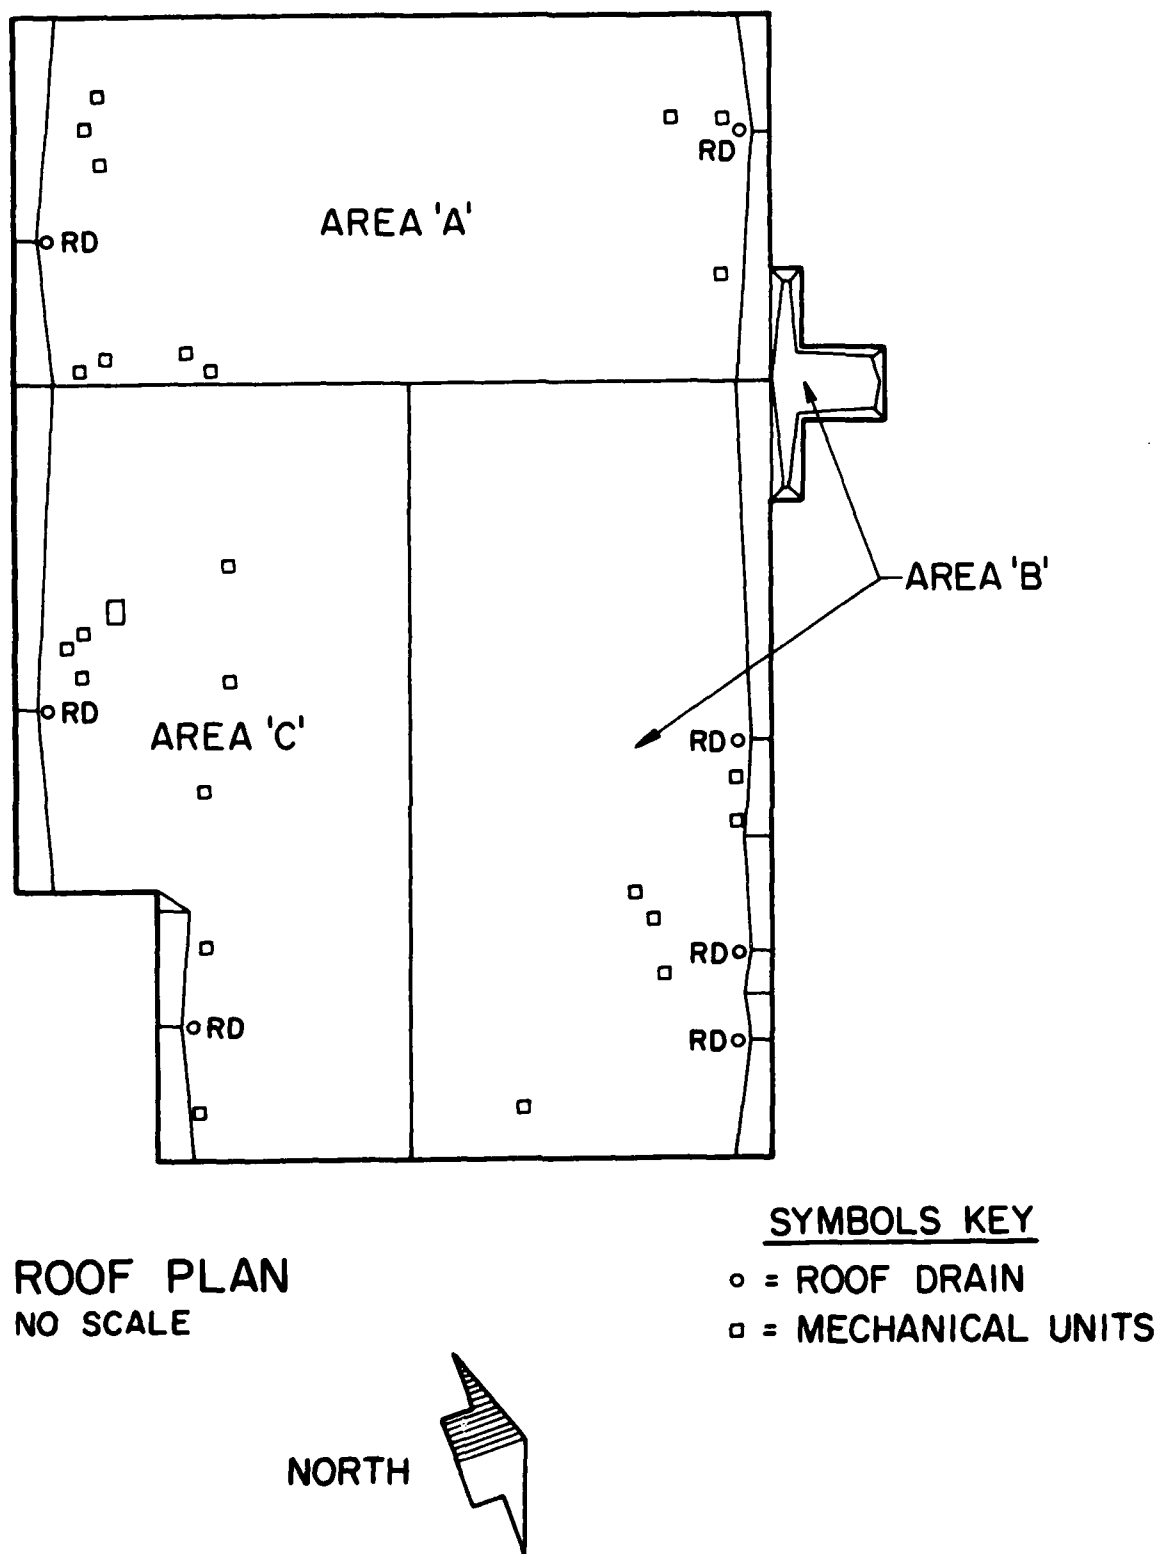 RD
AREA 'A'
RD
AREA 'B'
RD
AREA 'C'
RD
RD
RD
RD
SYMBOLS KEY
ROOF PLAN
NO SCALE
= ROOF DRAIN
= MECHANICAL UNITS
NORTH